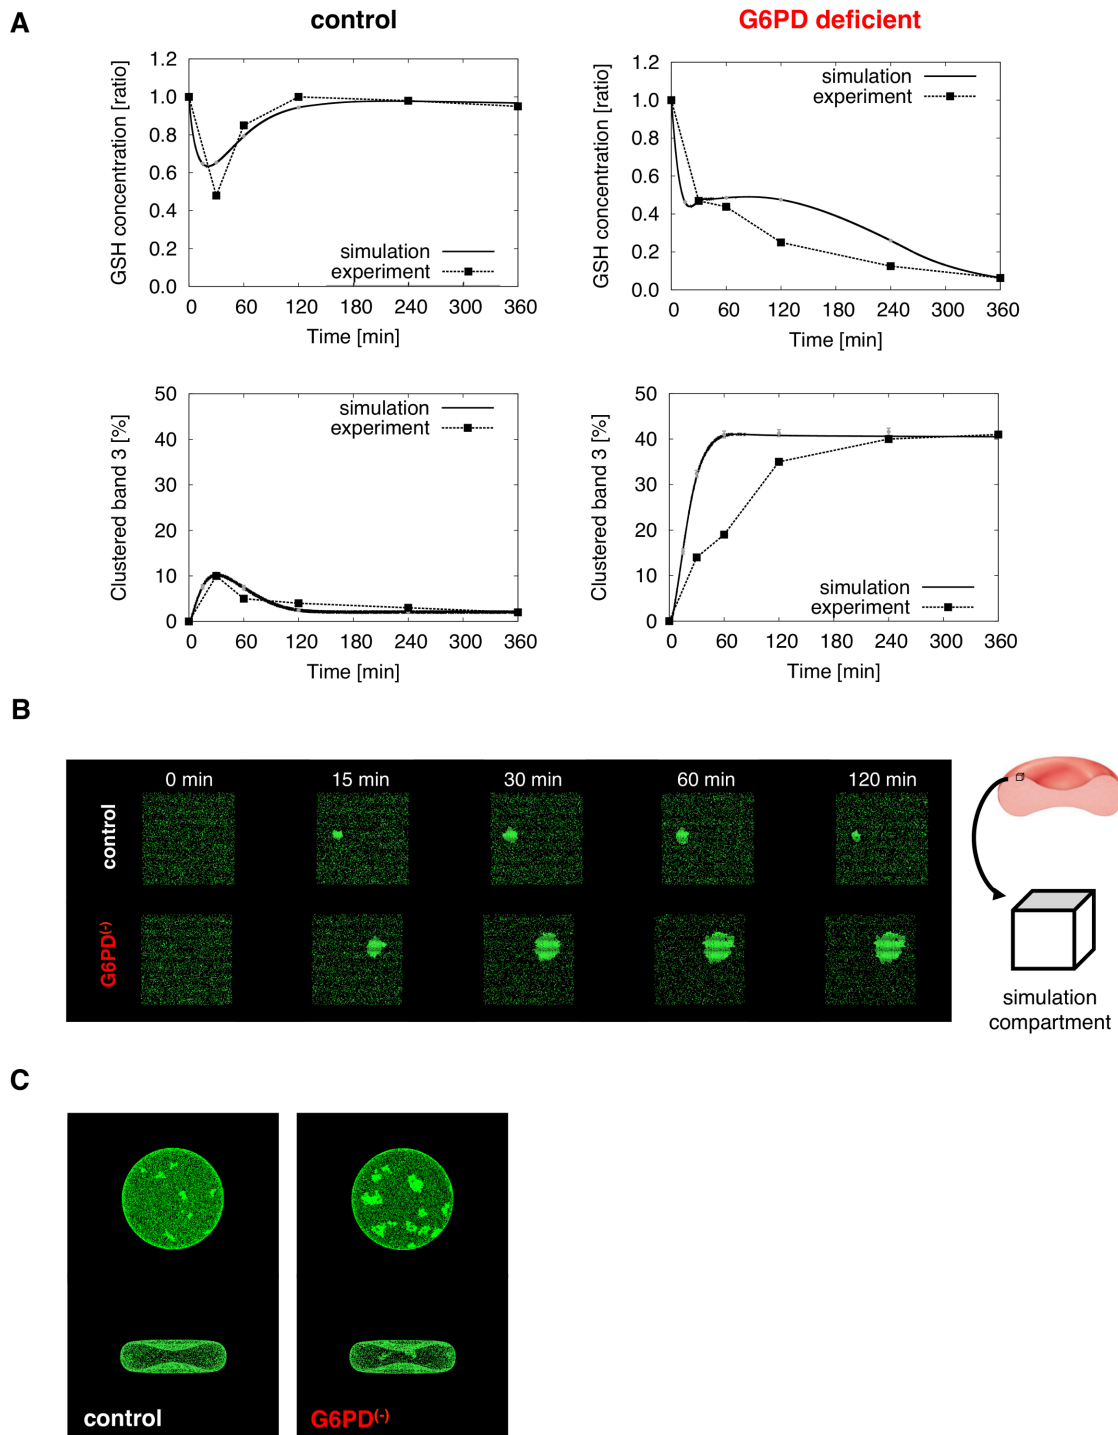 A
control
G6PD deficient
GSH concentration [ratio]
1.2
1.0
0.8
0.6
0.4
0.2
0.0
simulation
experiment
0 60 120 180 240 300 360
Time [min]
GSH concentration [ratio]
1.2
1.0
0.8
0.6
0.4
0.2
0.0
simulation
experiment
0 60 120 180 240 300 360
Time [min]
Clustered band 3 [%]
50
40
30
20
10
0
simulation
experiment
0 60 120 180 240 300 360
Time [min]
Clustered band 3 [%]
50
40
30
20
10
0
simulation
experiment
0 60 120 180 240 300 360
Time [min]
B
0 min 15 min 30 min 60 min 120 min
control
G6PD(-)
simulation
compartment
C
control
G6PD(-)